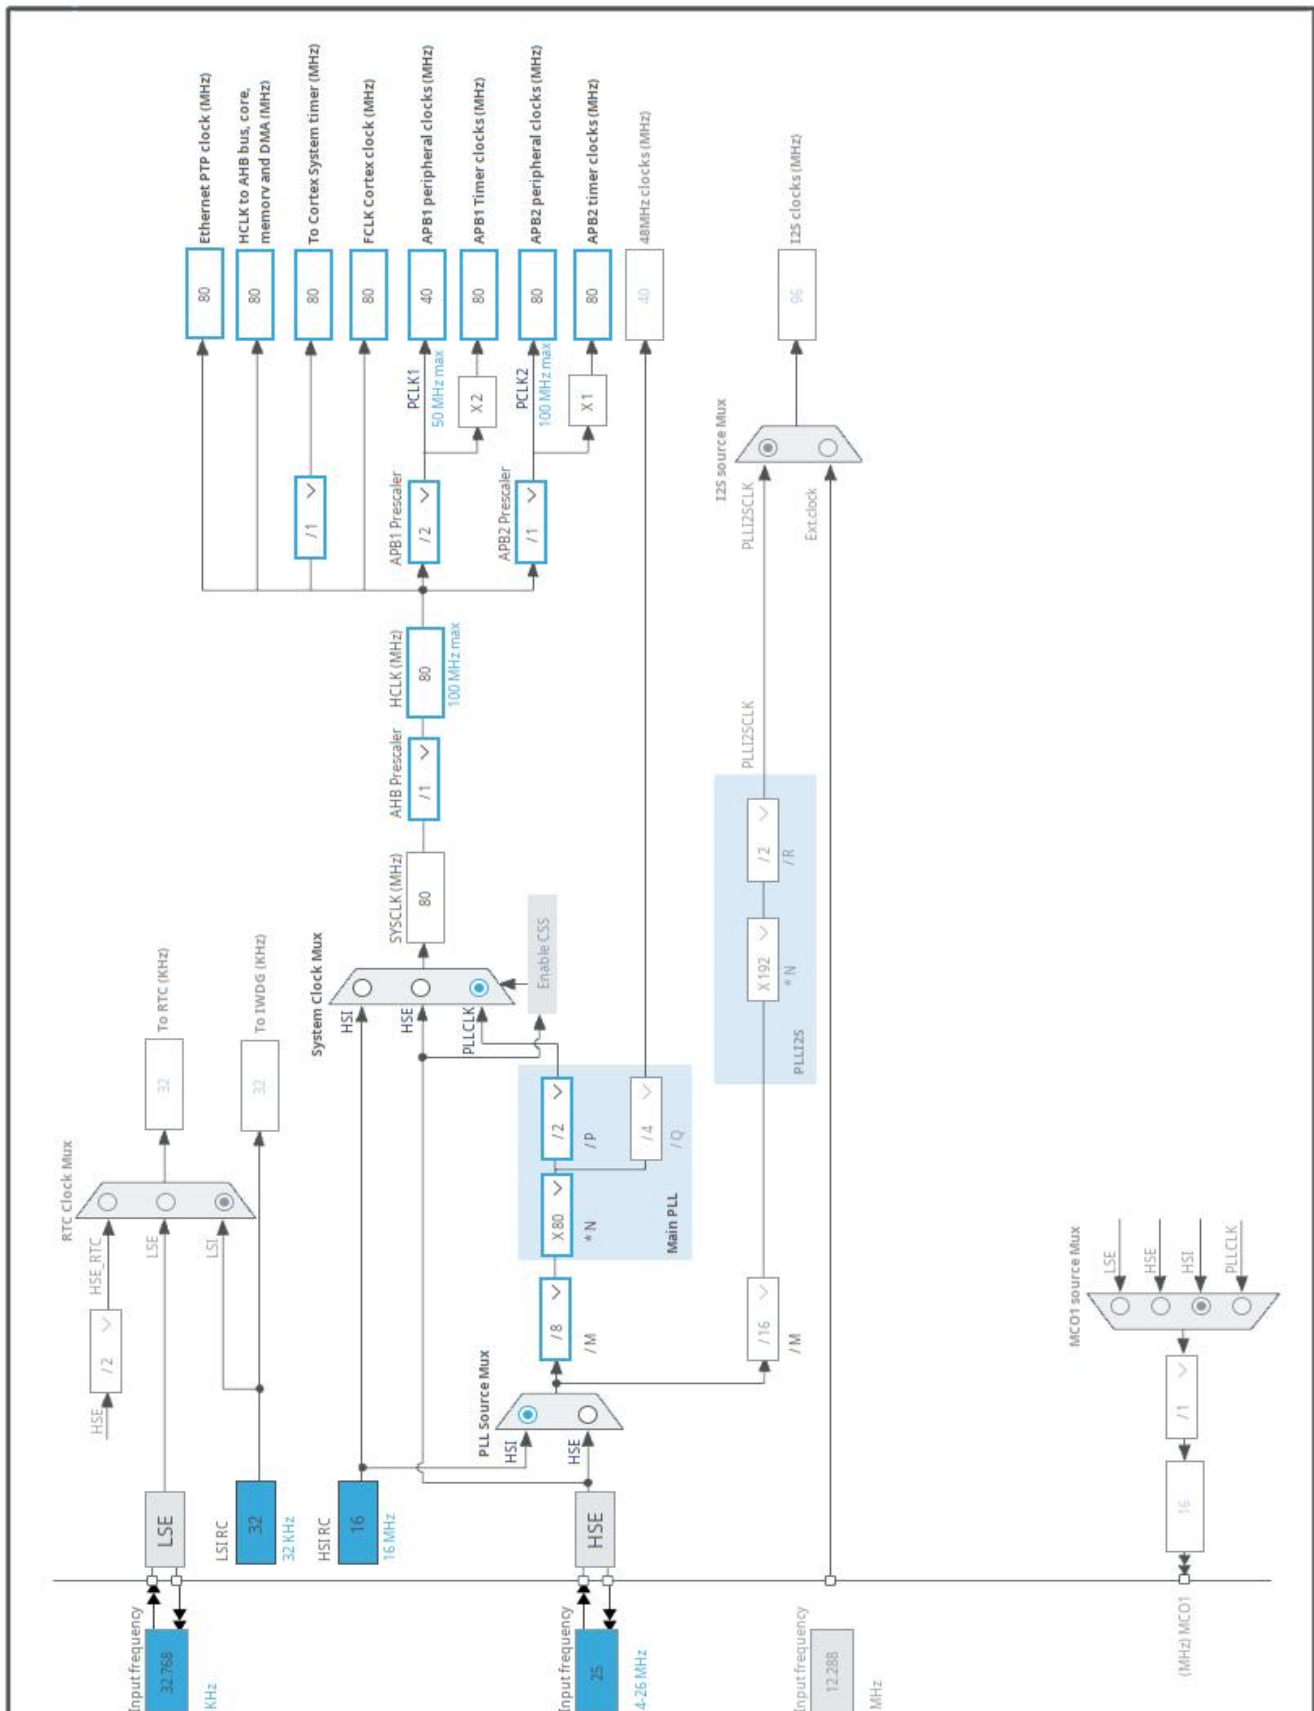 Input frequency
32.768
KHz
LSE
HSE
/ 2
HSE_RTC
LSE
LSI
RTC Clock Mux
32
To RTC (KHz)
LSI RC
32
32 KHz
32
To IWDG (KHz)
HSI RC
16
16 MHz
Input frequency
25
4-26 MHz
HSE
PLL Source Mux
HSI
HSE
/ 8
/ M
X 80
* N
/ 2
/ P
/ 4
/ Q
Main PLL
System Clock Mux
HSI
HSE
PLLCLK
Enable CSS
SYSCLK (MHz)
80
AHB Prescaler
/ 1
HCLK (MHz)
80
100 MHz max
80
Ethernet PTP clock (MHz)
80
HCLK to AHB bus, core,
memory and DMA (MHz)
/ 1
80
To Cortex System timer (MHz)
80
FCLK Cortex clock (MHz)
APB1 Prescaler
/ 2
PCLK1
50 MHz max
40
APB1 peripheral clocks (MHz)
X 2
80
APB1 Timer clocks (MHz)
APB2 Prescaler
/ 1
PCLK2
100 MHz max
80
APB2 peripheral clocks (MHz)
X 1
80
APB2 timer clocks (MHz)
40
48MHz clocks (MHz)
/ 16
/ M
X 192
* N
/ 2
/ R
PLLI2S
PLLI2SCLK
PLLI2SCLK
Ext.clock
I2S source Mux
96
I2S clocks (MHz)
Input frequency
12.288
MHz
(MHz) MCO1
16
/ 1
MCO1 source Mux
LSE
HSE
HSI
PLLCLK